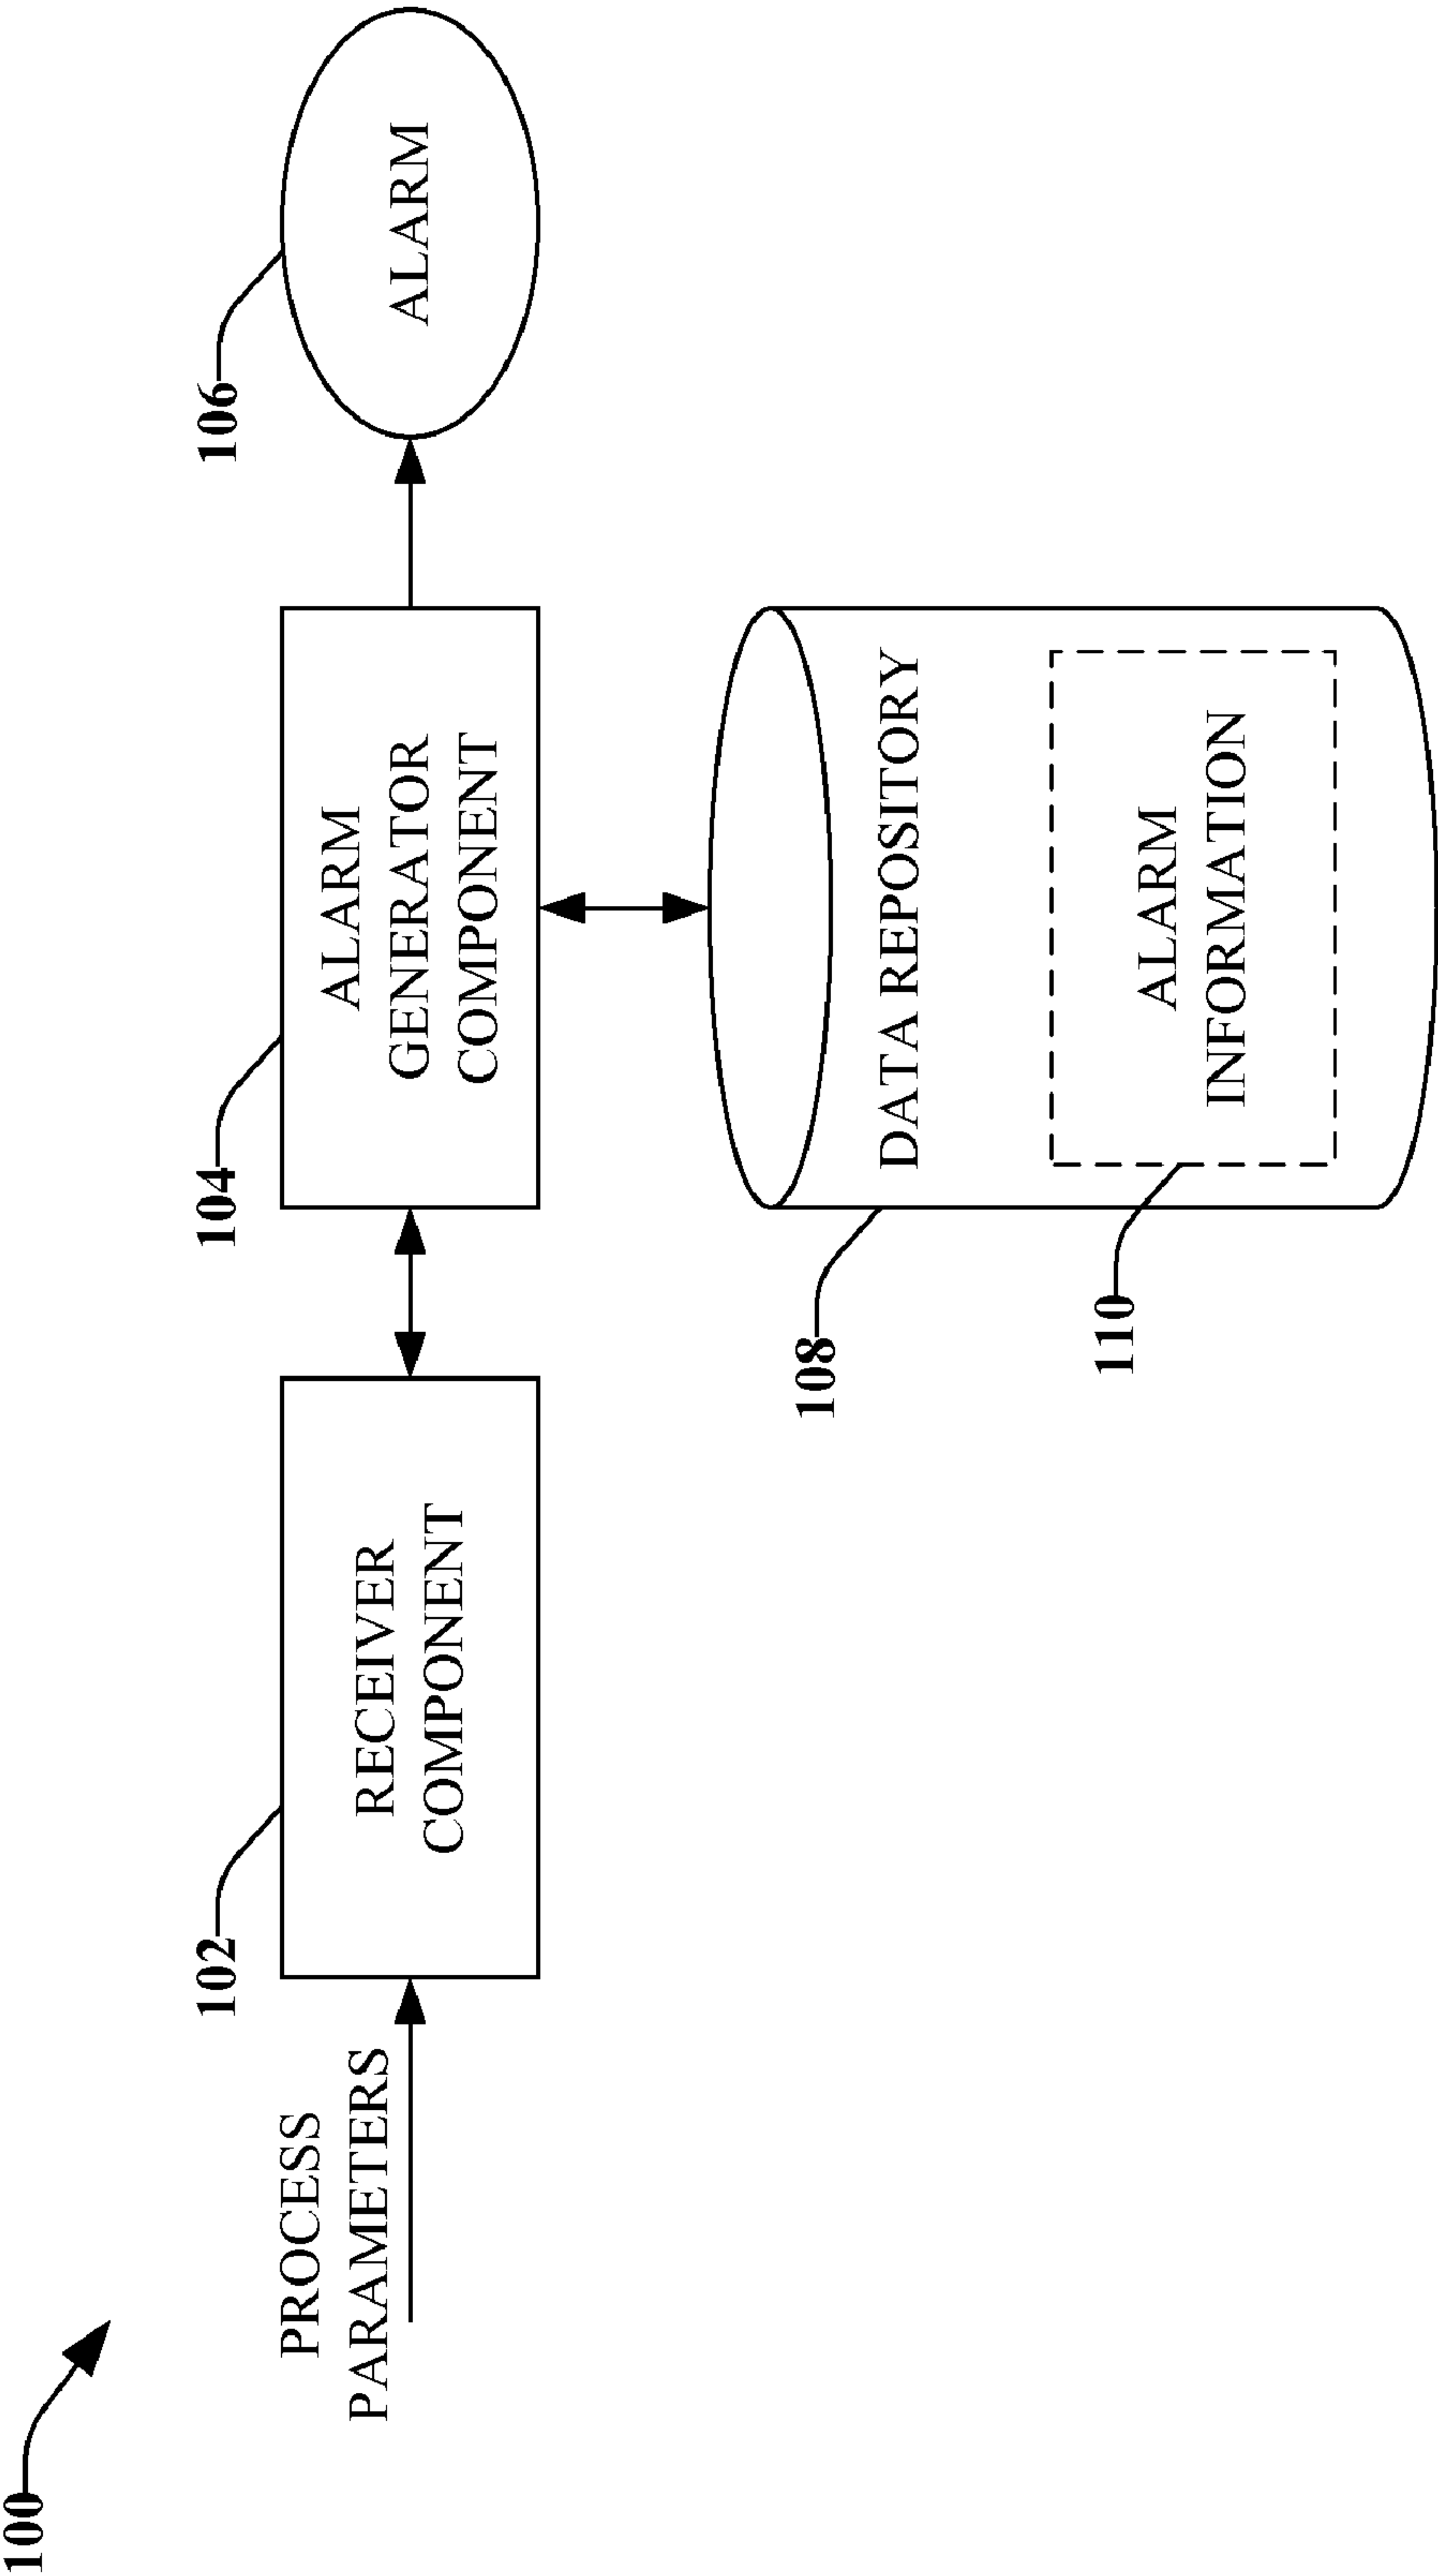 100
PROCESS
PARAMETERS
102
RECEIVER
COMPONENT
104
ALARM
GENERATOR
COMPONENT
106
ALARM
108
DATA REPOSITORY
110
ALARM
INFORMATION